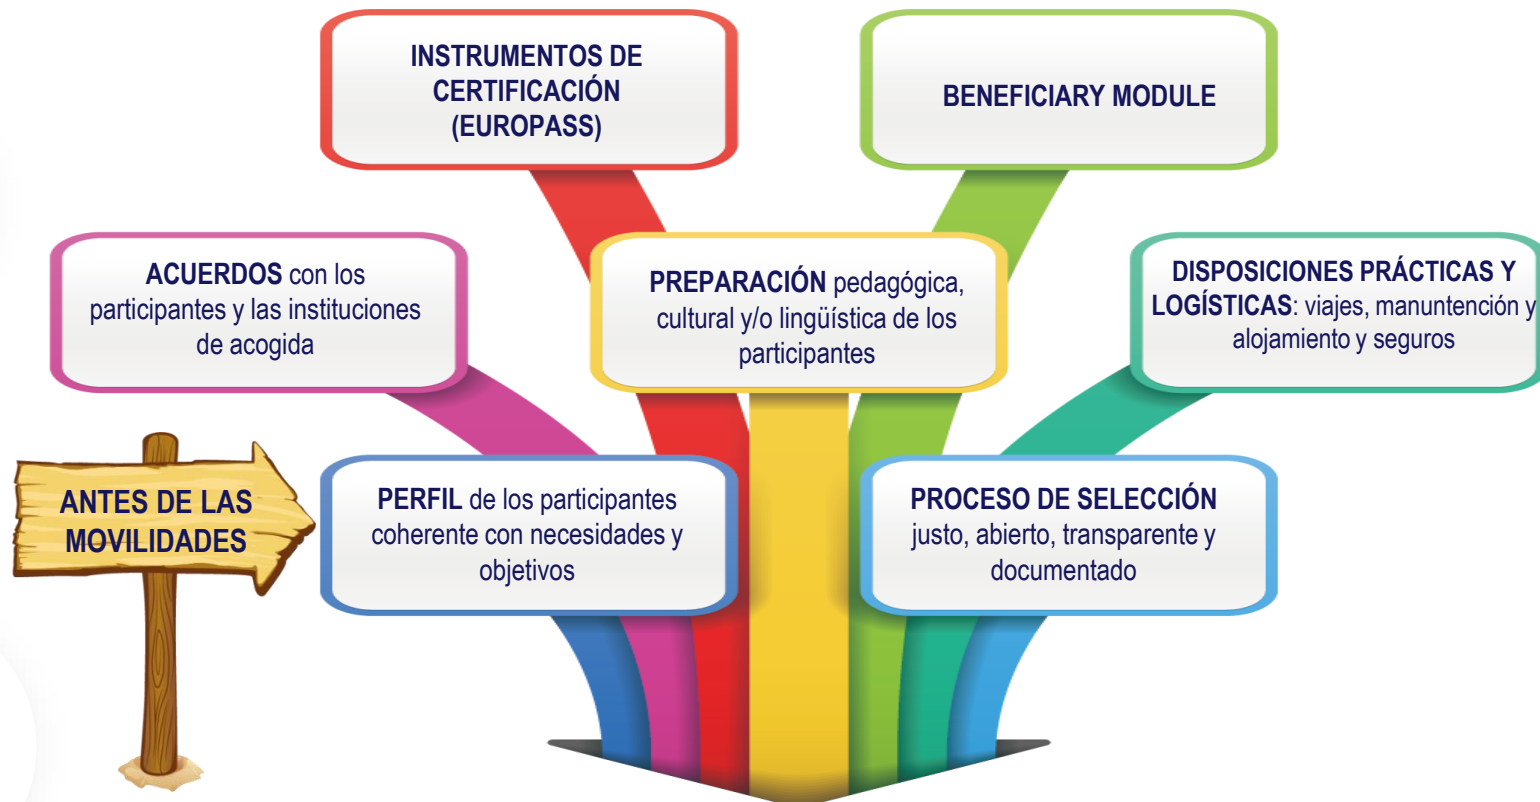 INSTRUMENTOS DE
CERTIFICACIÓN
(EUROPASS)
BENEFICIARY MODULE
ACUERDOS con los
participantes y las instituciones
de acogida
PREPARACIÓN pedagógica,
cultural y/o lingüística de los
participantes
DISPOSICIONES PRÁCTICAS Y
LOGÍSTICAS: viajes, manuntención y
alojamiento y seguros
ANTES DE LAS
MOVILIDADES
PERFIL de los participantes
coherente con necesidades y
objetivos
PROCESO DE SELECCIÓN
justo, abierto, transparente y
documentado